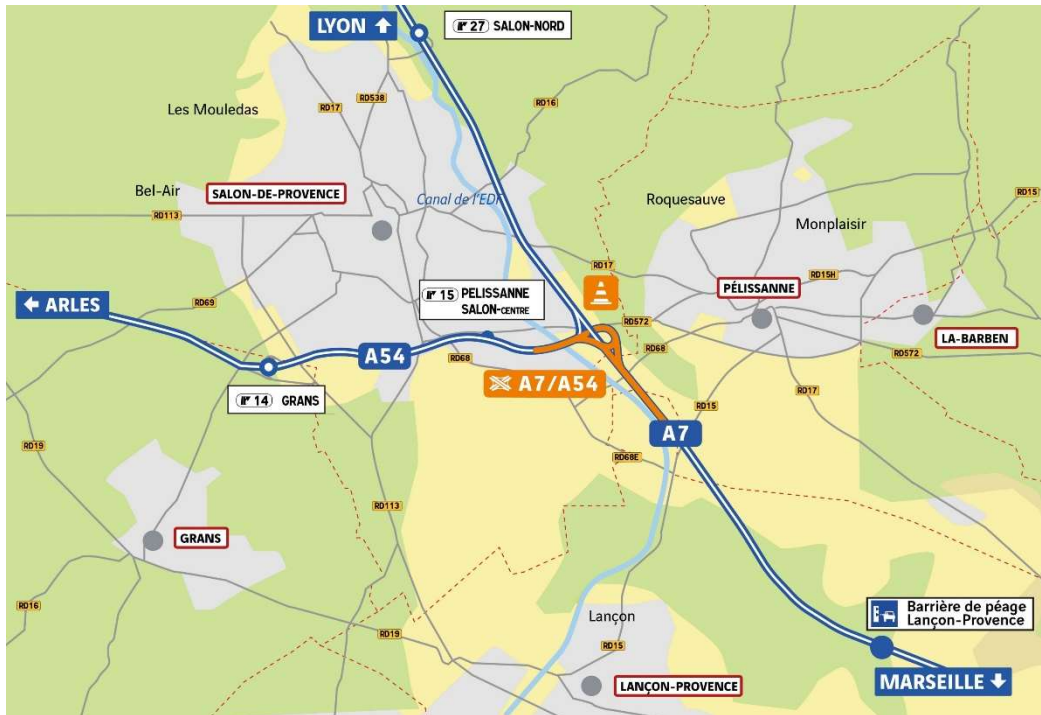 LYON ↑
27 SALON-NORD
RD538
RD16
RD17
Les Mouledas
Bel-Air
SALON-DE-PROVENCE
Canal de l'EDF
Roquesauve
RD15
RD113
Monplaisir
RD17
RD15H
← ARLES
RD69
15 PELISSANNE
SALON-CENTRE
PÉLISSANNE
RD572
LA-BARBEN
A54
RD68
RD68
RD572
A7/A54
RD17
14 GRANS
RD15
A7
RD19
RD68E
RD113
GRANS
RD16
Lançon
Barrière de péage
Lançon-Provence
RD19
RD15
LANÇON-PROVENCE
MARSEILLE ↓